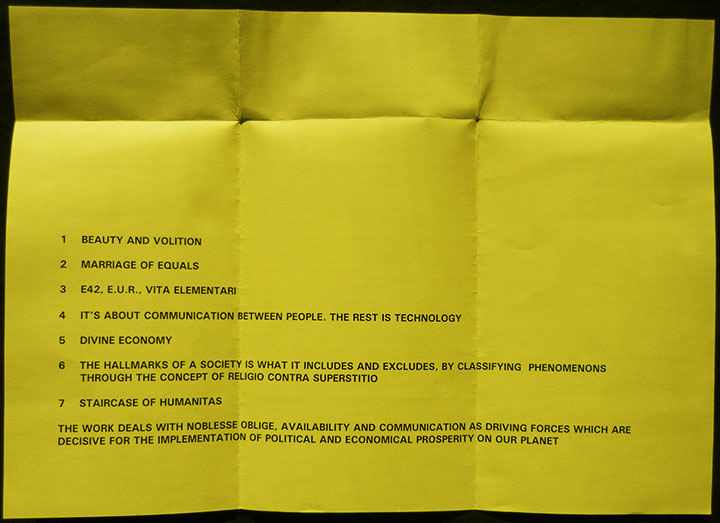 1 BEAUTY AND VOLITION
2 MARRIAGE OF EQUALS
3 E42, E.U.R., VITA ELEMENTARI
4 IT'S ABOUT COMMUNICATION BETWEEN PEOPLE. THE REST IS TECHNOLOGY
5 DIVINE ECONOMY
6 THE HALLMARKS OF A SOCIETY IS WHAT IT INCLUDES AND EXCLUDES, BY CLASSIFYING PHENOMENONS
THROUGH THE CONCEPT OF RELIGIO CONTRA SUPERSTITIO
7 STAIRCASE OF HUMANITAS
THE WORK DEALS WITH NOBLESSE OBLIGE, AVAILABILITY AND COMMUNICATION AS DRIVING FORCES WHICH ARE
DECISIVE FOR THE IMPLEMENTATION OF POLITICAL AND ECONOMICAL PROSPERITY ON OUR PLANET